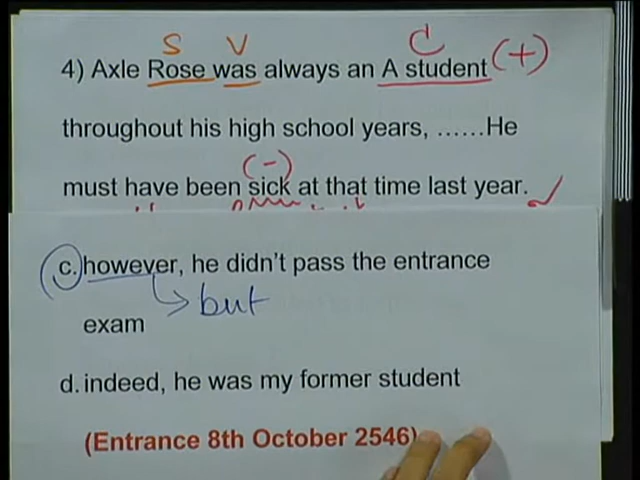 S V C
4) Axle Rose was always an A student (+)
throughout his high school years, ......He
(-)
must have been sick at that time last year.
c. however, he didn't pass the entrance
but
exam
d. indeed, he was my former student
(Entrance 8th October 2546)